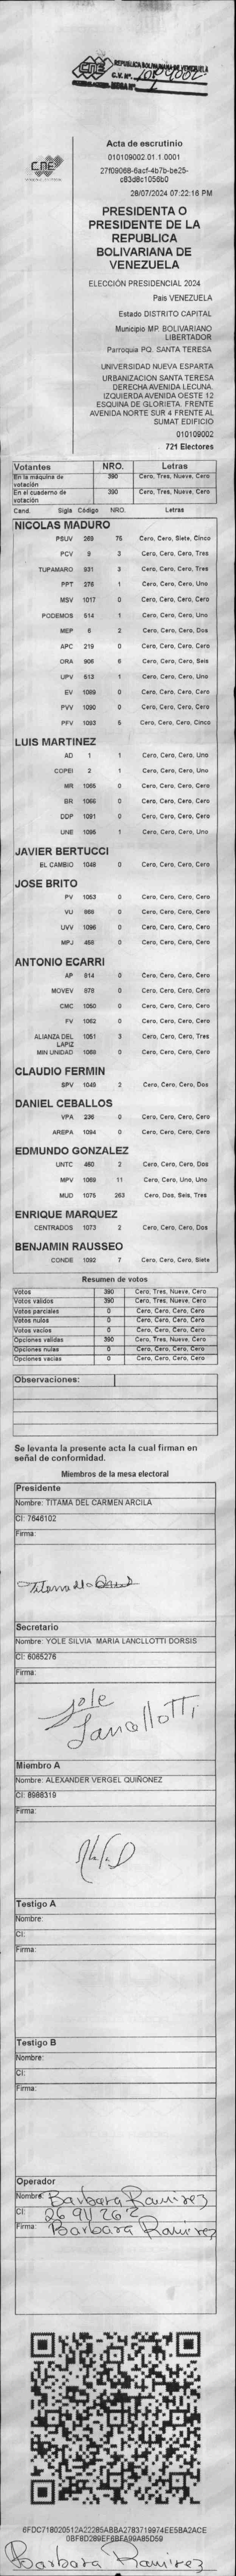 CNE
REPUBLICA BOLIVARIANA DE VENEZUELA
C.V. Nº.
MESA Nº.
CNE
Acta de escrutinio
010109002.01.1.0001
27f09068-6acf-4b7b-be25-
c83d8c1056b0
28/07/2024 07:22:16 PM
PRESIDENTA O
PRESIDENTE DE LA
REPUBLICA
BOLIVARIANA DE
VENEZUELA
ELECCIÓN PRESIDENCIAL 2024
País VENEZUELA
Estado DISTRITO CAPITAL
Municipio MP. BOLIVARIANO
LIBERTADOR
Parroquia PQ. SANTA TERESA
UNIVERSIDAD NUEVA ESPARTA
URBANIZACION SANTA TERESA
DERECHA AVENIDA LECUNA.
IZQUIERDA AVENIDA OESTE 12
ESQUINA DE GLORIETA. FRENTE
AVENIDA NORTE SUR 4 FRENTE AL
SUMAT EDIFICIO
010109002
721 Electores
Votantes NRO. Letras
En la máquina de votación 390 Cero, Tres, Nueve, Cero
En el cuaderno de votación 390 Cero, Tres, Nueve, Cero
Cand. Sigla Código NRO. Letras
NICOLAS MADURO
PSUV 269 75 Cero, Cero, Siete, Cinco
PCV 9 3 Cero, Cero, Cero, Tres
TUPAMARO 931 3 Cero, Cero, Cero, Tres
PPT 276 1 Cero, Cero, Cero, Uno
MSV 1017 0 Cero, Cero, Cero, Cero
PODEMOS 514 1 Cero, Cero, Cero, Uno
MEP 6 2 Cero, Cero, Cero, Dos
APC 219 0 Cero, Cero, Cero, Cero
ORA 906 6 Cero, Cero, Cero, Seis
UPV 613 1 Cero, Cero, Cero, Uno
EV 1089 0 Cero, Cero, Cero, Cero
PVV 1090 0 Cero, Cero, Cero, Cero
PFV 1093 5 Cero, Cero, Cero, Cinco
LUIS MARTINEZ
AD 1 1 Cero, Cero, Cero, Uno
COPEI 2 1 Cero, Cero, Cero, Uno
MR 1065 0 Cero, Cero, Cero, Cero
BR 1066 0 Cero, Cero, Cero, Cero
DDP 1091 0 Cero, Cero, Cero, Cero
UNE 1095 1 Cero, Cero, Cero, Uno
JAVIER BERTUCCI
EL CAMBIO 1048 0 Cero, Cero, Cero, Cero
JOSE BRITO
PV 1053 0 Cero, Cero, Cero, Cero
VU 868 0 Cero, Cero, Cero, Cero
UVV 1096 0 Cero, Cero, Cero, Cero
MPJ 458 0 Cero, Cero, Cero, Cero
ANTONIO ECARRI
AP 814 0 Cero, Cero, Cero, Cero
MOVEV 878 0 Cero, Cero, Cero, Cero
CMC 1050 0 Cero, Cero, Cero, Cero
FV 1062 0 Cero, Cero, Cero, Cero
ALIANZA DEL LAPIZ 1051 3 Cero, Cero, Cero, Tres
MIN UNIDAD 1068 0 Cero, Cero, Cero, Cero
CLAUDIO FERMIN
SPV 1049 2 Cero, Cero, Cero, Dos
DANIEL CEBALLOS
VPA 236 0 Cero, Cero, Cero, Cero
AREPA 1094 0 Cero, Cero, Cero, Cero
EDMUNDO GONZALEZ
UNTC 460 2 Cero, Cero, Cero, Dos
MPV 1069 11 Cero, Cero, Uno, Uno
MUD 1075 263 Cero, Dos, Seis, Tres
ENRIQUE MARQUEZ
CENTRADOS 1073 2 Cero, Cero, Cero, Dos
BENJAMIN RAUSSEO
CONDE 1092 7 Cero, Cero, Cero, Siete
Resumen de votos
Votos 390 Cero, Tres, Nueve, Cero
Votos válidos 390 Cero, Tres, Nueve, Cero
Votos parciales 0 Cero, Cero, Cero, Cero
Votos nulos 0 Cero, Cero, Cero, Cero
Votos vacíos 0 Cero, Cero, Cero, Cero
Opciones validas 390 Cero, Tres, Nueve, Cero
Opciones nulas 0 Cero, Cero, Cero, Cero
Opciones vacías 0 Cero, Cero, Cero, Cero
Observaciones:
Se levanta la presente acta la cual firman en
señal de conformidad.
Miembros de la mesa electoral
Presidente
Nombre: TITAMA DEL CARMEN ARCILA
CI: 7646102
Firma:
Secretario
Nombre: YOLE SILVIA MARIA LANCLLOTTI DORSIS
CI: 6065276
Firma:
Yole
Lancellotti
Miembro A
Nombre: ALEXANDER VERGEL QUIÑONEZ
CI: 8988319
Firma:
Testigo A
Nombre:
CI:
Firma:
Testigo B
Nombre:
CI:
Firma:
Operador
Nombre: Barbara Ramirez
CI: 26 911 262
Firma: Barbara Ramirez
6FDC718020512A22285ABBA2783719974EE5BA2ACE
0BF8D289EF6BFA99A85D59
Barbara Ramirez